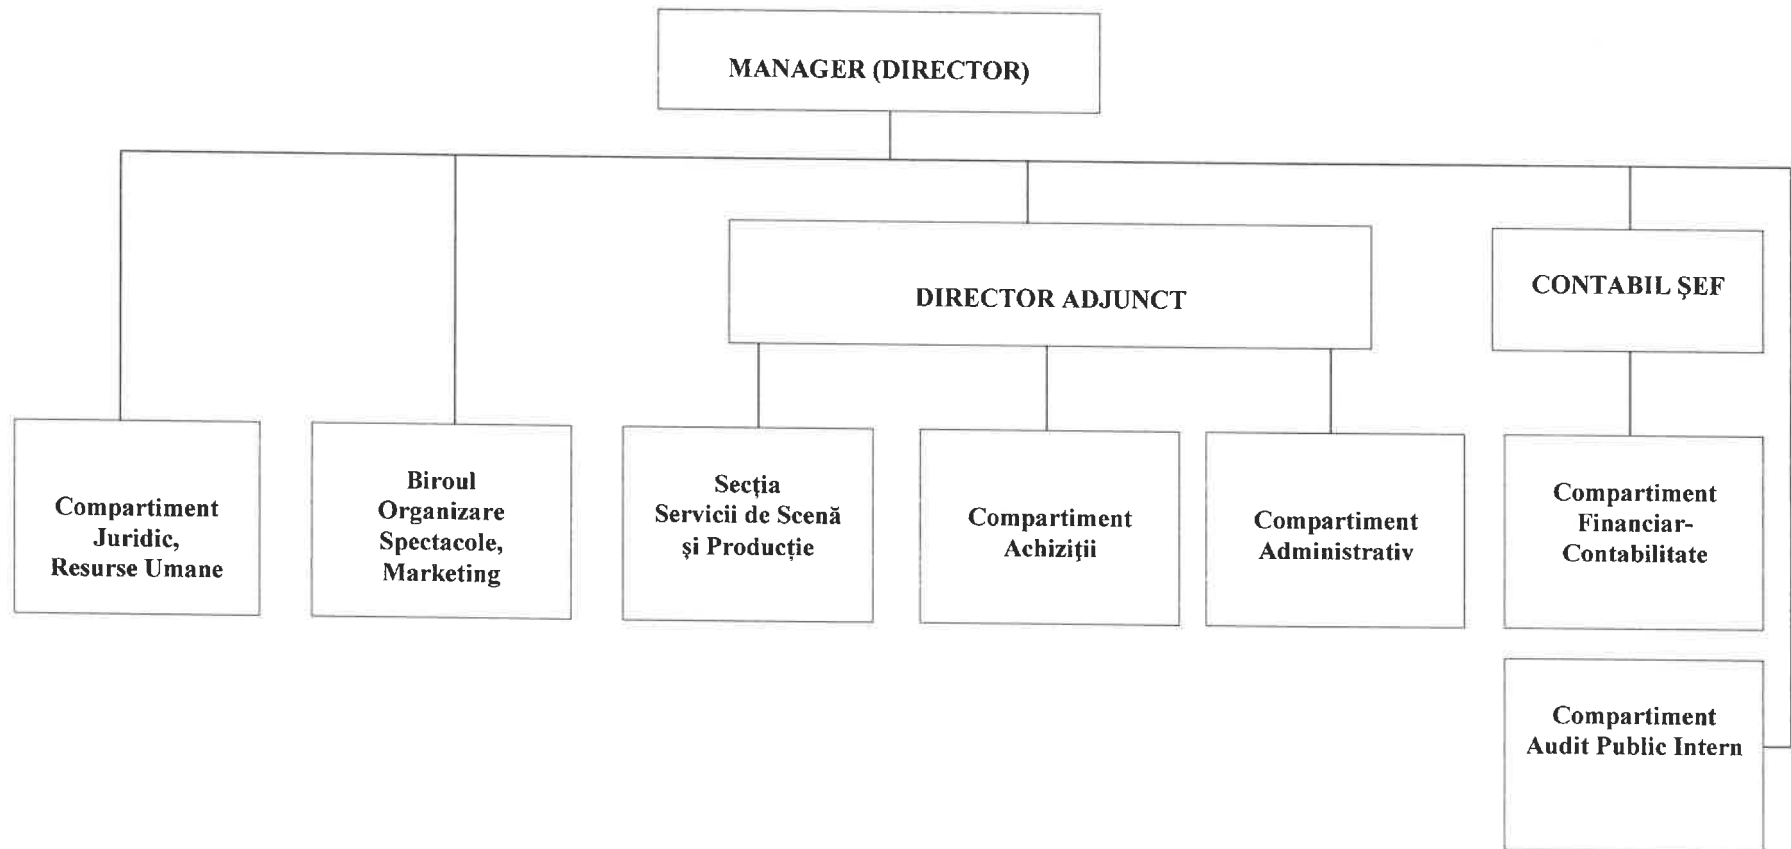 MANAGER (DIRECTOR)
DIRECTOR ADJUNCT
CONTABIL ŞEF
Compartiment
Juridic,
Resurse Umane
Biroul
Organizare
Spectacole,
Marketing
Secția
Servicii de Scenă
și Producție
Compartiment
Achiziţii
Compartiment
Administrativ
Compartiment
Financiar-
Contabilitate
Compartiment
Audit Public Intern